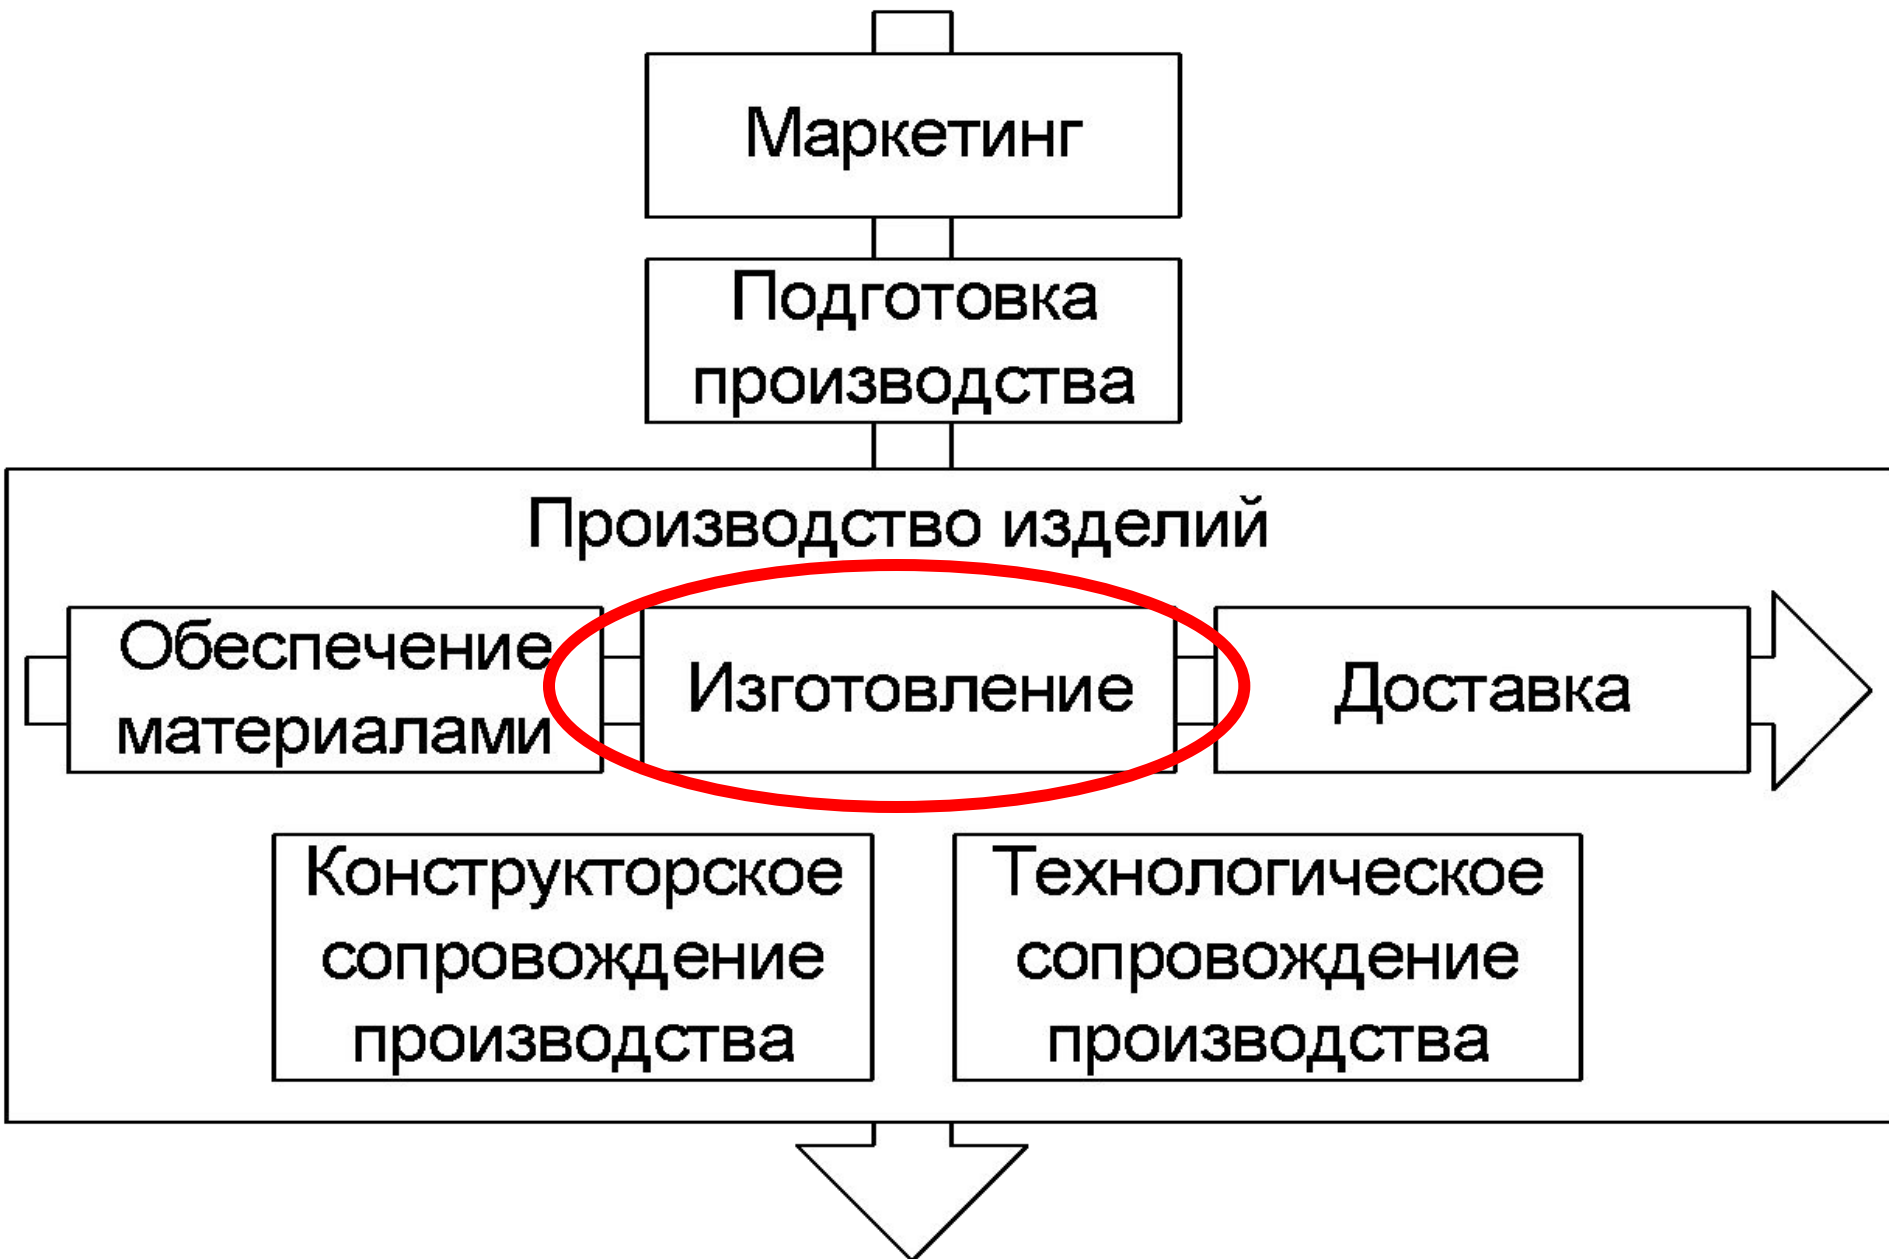 Маркетинг
Подготовка
производства
Производство изделий
Обеспечение
материалами
Изготовление
Доставка
Конструкторское
сопровождение
производства
Технологическое
сопровождение
производства